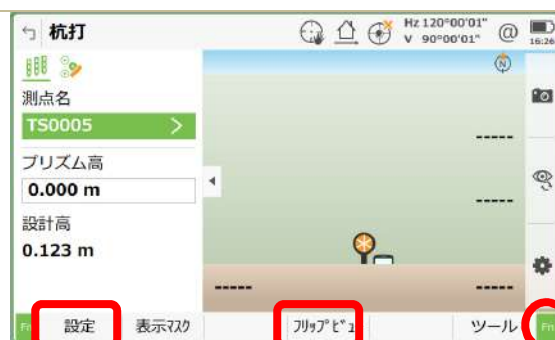 杭打
Hz 120°00'01"
V 90°00'01"
@
16:26
N
測点名
TS0005
プリズム高
0.000 m
設計高
0.123 m
-----
-----
-----
-----
Fn
設定
表示マスク
フリップビュ
ツール
Fn